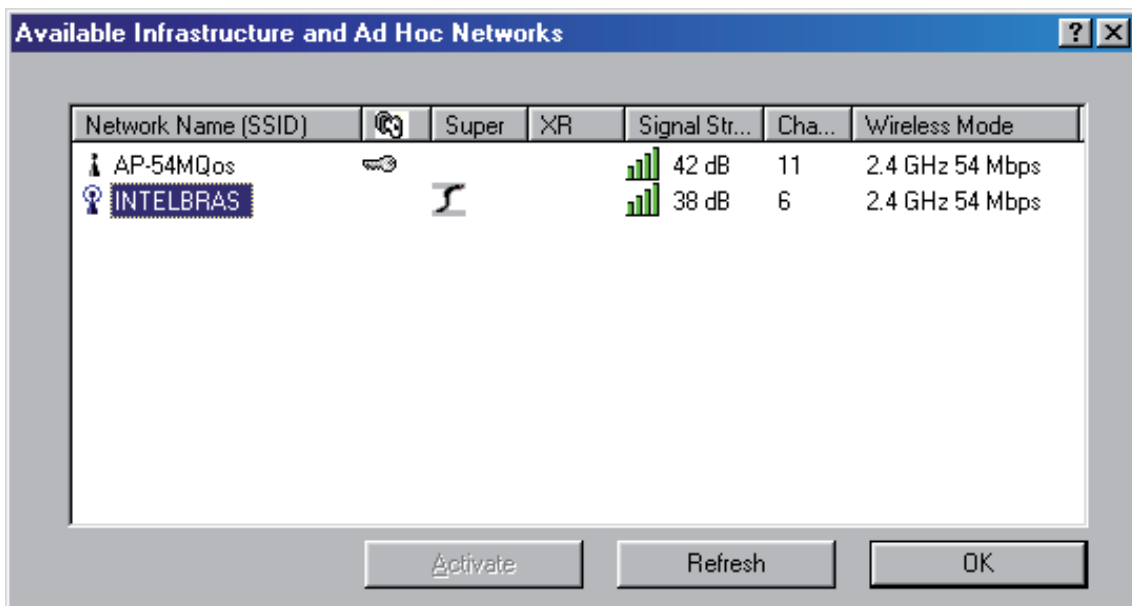 Available Infrastructure and Ad Hoc Networks
Network Name (SSID) Super XR Signal Str... Cha... Wireless Mode
AP-54MQos 42 dB 11 2.4 GHz 54 Mbps
INTELBRAS 38 dB 6 2.4 GHz 54 Mbps
Activate Refresh OK